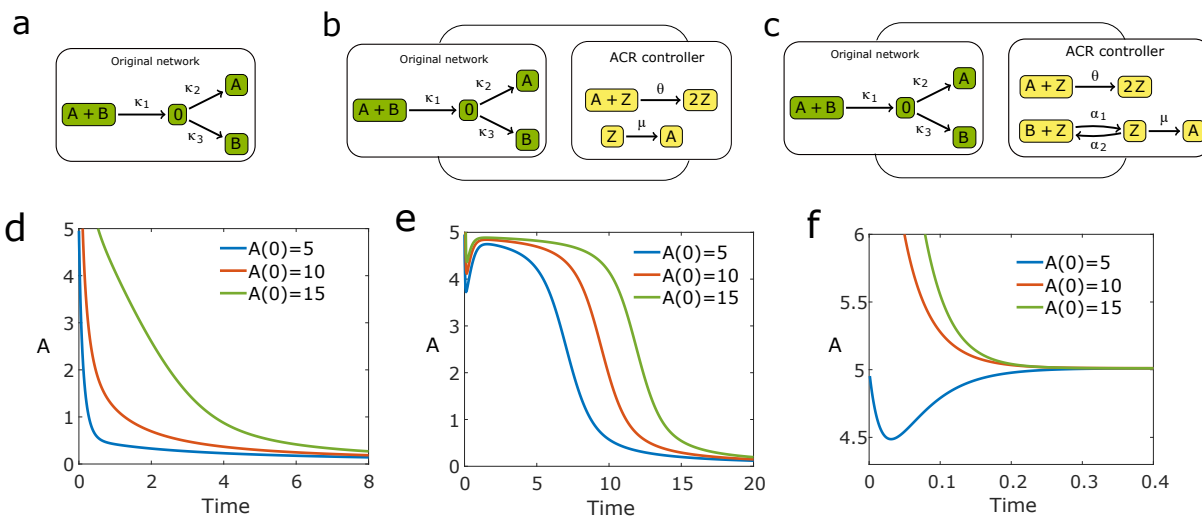 a
Original network
A + B
κ1
0
κ2
A
κ3
B
b
Original network
A + B
κ1
0
κ2
A
κ3
B
ACR controller
A + Z
θ
2Z
Z
μ
A
c
Original network
A + B
κ1
0
κ2
A
κ3
B
ACR controller
A + Z
θ
2Z
B + Z
α1
α2
Z
μ
A
d
5
4
3
2
1
0
A
A(0)=5
A(0)=10
A(0)=15
0 2 4 6 8
Time
e
5
4
3
2
1
0
A
A(0)=5
A(0)=10
A(0)=15
0 5 10 15 20
Time
f
6
5.5
5
4.5
A
A(0)=5
A(0)=10
A(0)=15
0 0.1 0.2 0.3 0.4
Time